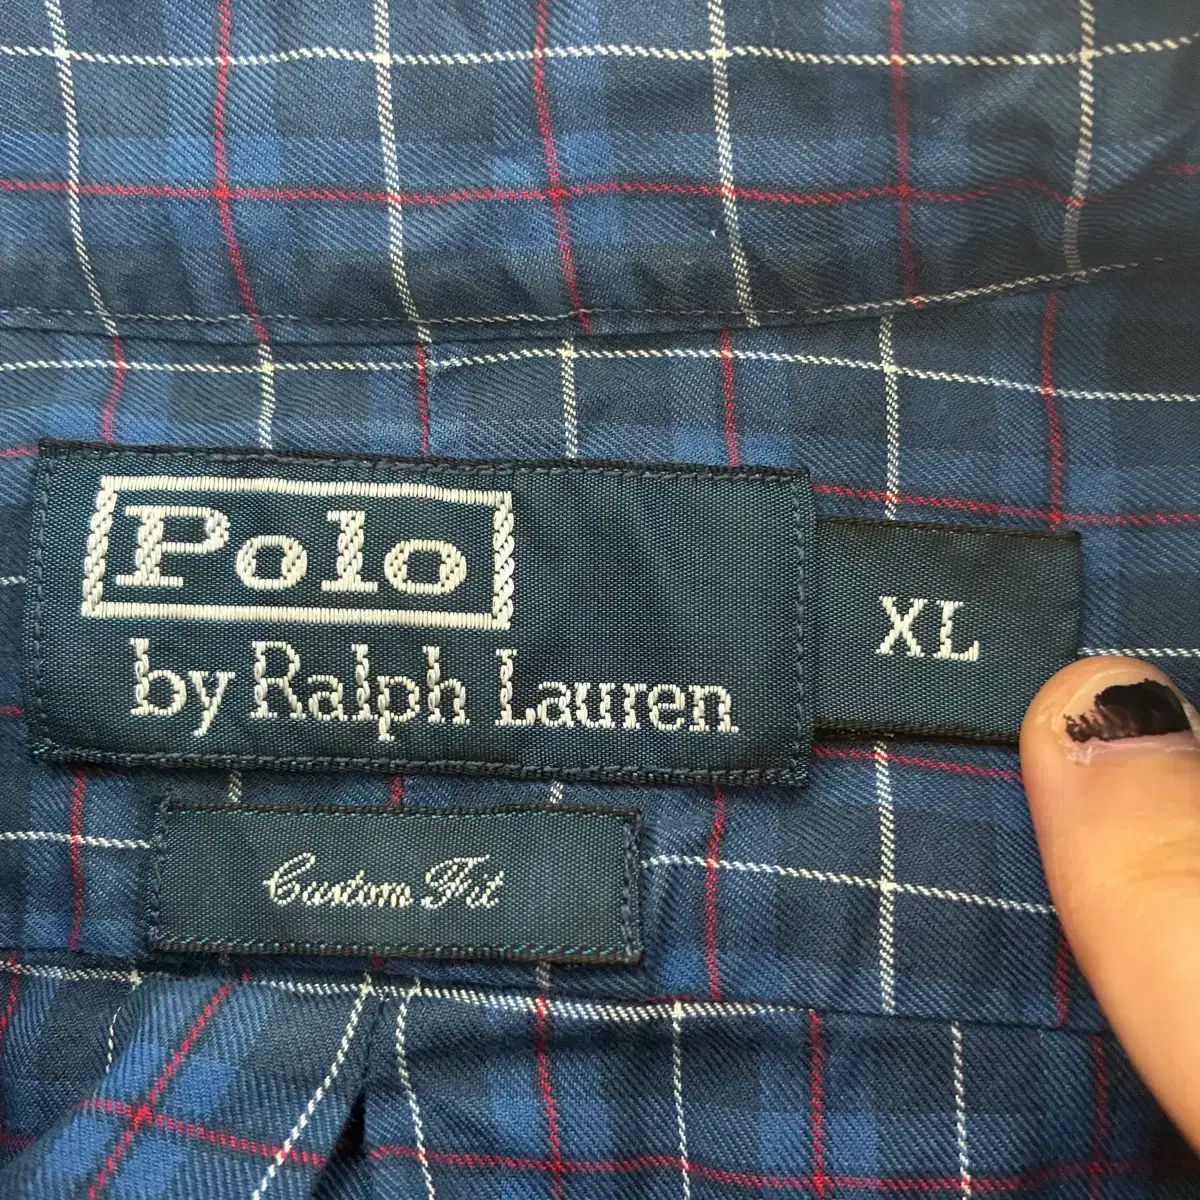 Polo
by Ralph Lauren
XL
Custom Fit